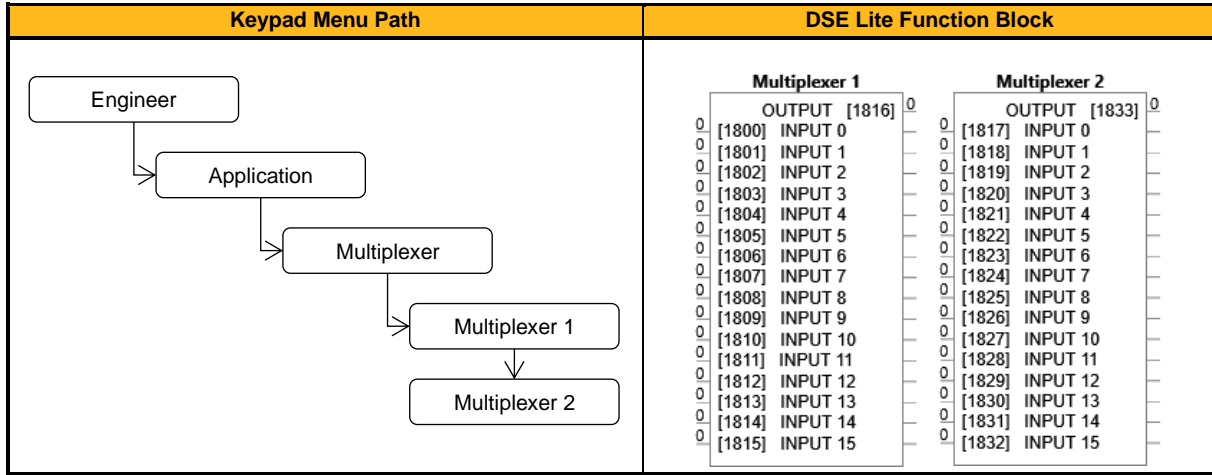 Keypad Menu Path
DSE Lite Function Block
Engineer
Application
Multiplexer
Multiplexer 1
Multiplexer 2
Multiplexer 1
OUTPUT [1816] 0
0 [1800] INPUT 0
0 [1801] INPUT 1
0 [1802] INPUT 2
0 [1803] INPUT 3
0 [1804] INPUT 4
0 [1805] INPUT 5
0 [1806] INPUT 6
0 [1807] INPUT 7
0 [1808] INPUT 8
0 [1809] INPUT 9
0 [1810] INPUT 10
0 [1811] INPUT 11
0 [1812] INPUT 12
0 [1813] INPUT 13
0 [1814] INPUT 14
0 [1815] INPUT 15
Multiplexer 2
OUTPUT [1833] 0
0 [1817] INPUT 0
0 [1818] INPUT 1
0 [1819] INPUT 2
0 [1820] INPUT 3
0 [1821] INPUT 4
0 [1822] INPUT 5
0 [1823] INPUT 6
0 [1824] INPUT 7
0 [1825] INPUT 8
0 [1826] INPUT 9
0 [1827] INPUT 10
0 [1828] INPUT 11
0 [1829] INPUT 12
0 [1830] INPUT 13
0 [1831] INPUT 14
0 [1832] INPUT 15